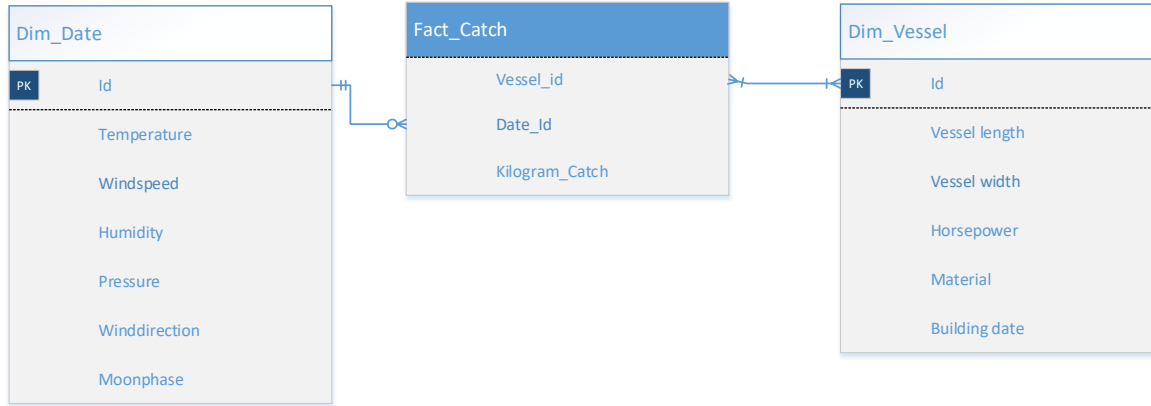 Dim_Date
PK
Id
Temperature
Windspeed
Humidity
Pressure
Winddirection
Moonphase
Fact_Catch
Vessel_id
Date_Id
Kilogram_Catch
Dim_Vessel
PK
Id
Vessel length
Vessel width
Horsepower
Material
Building date